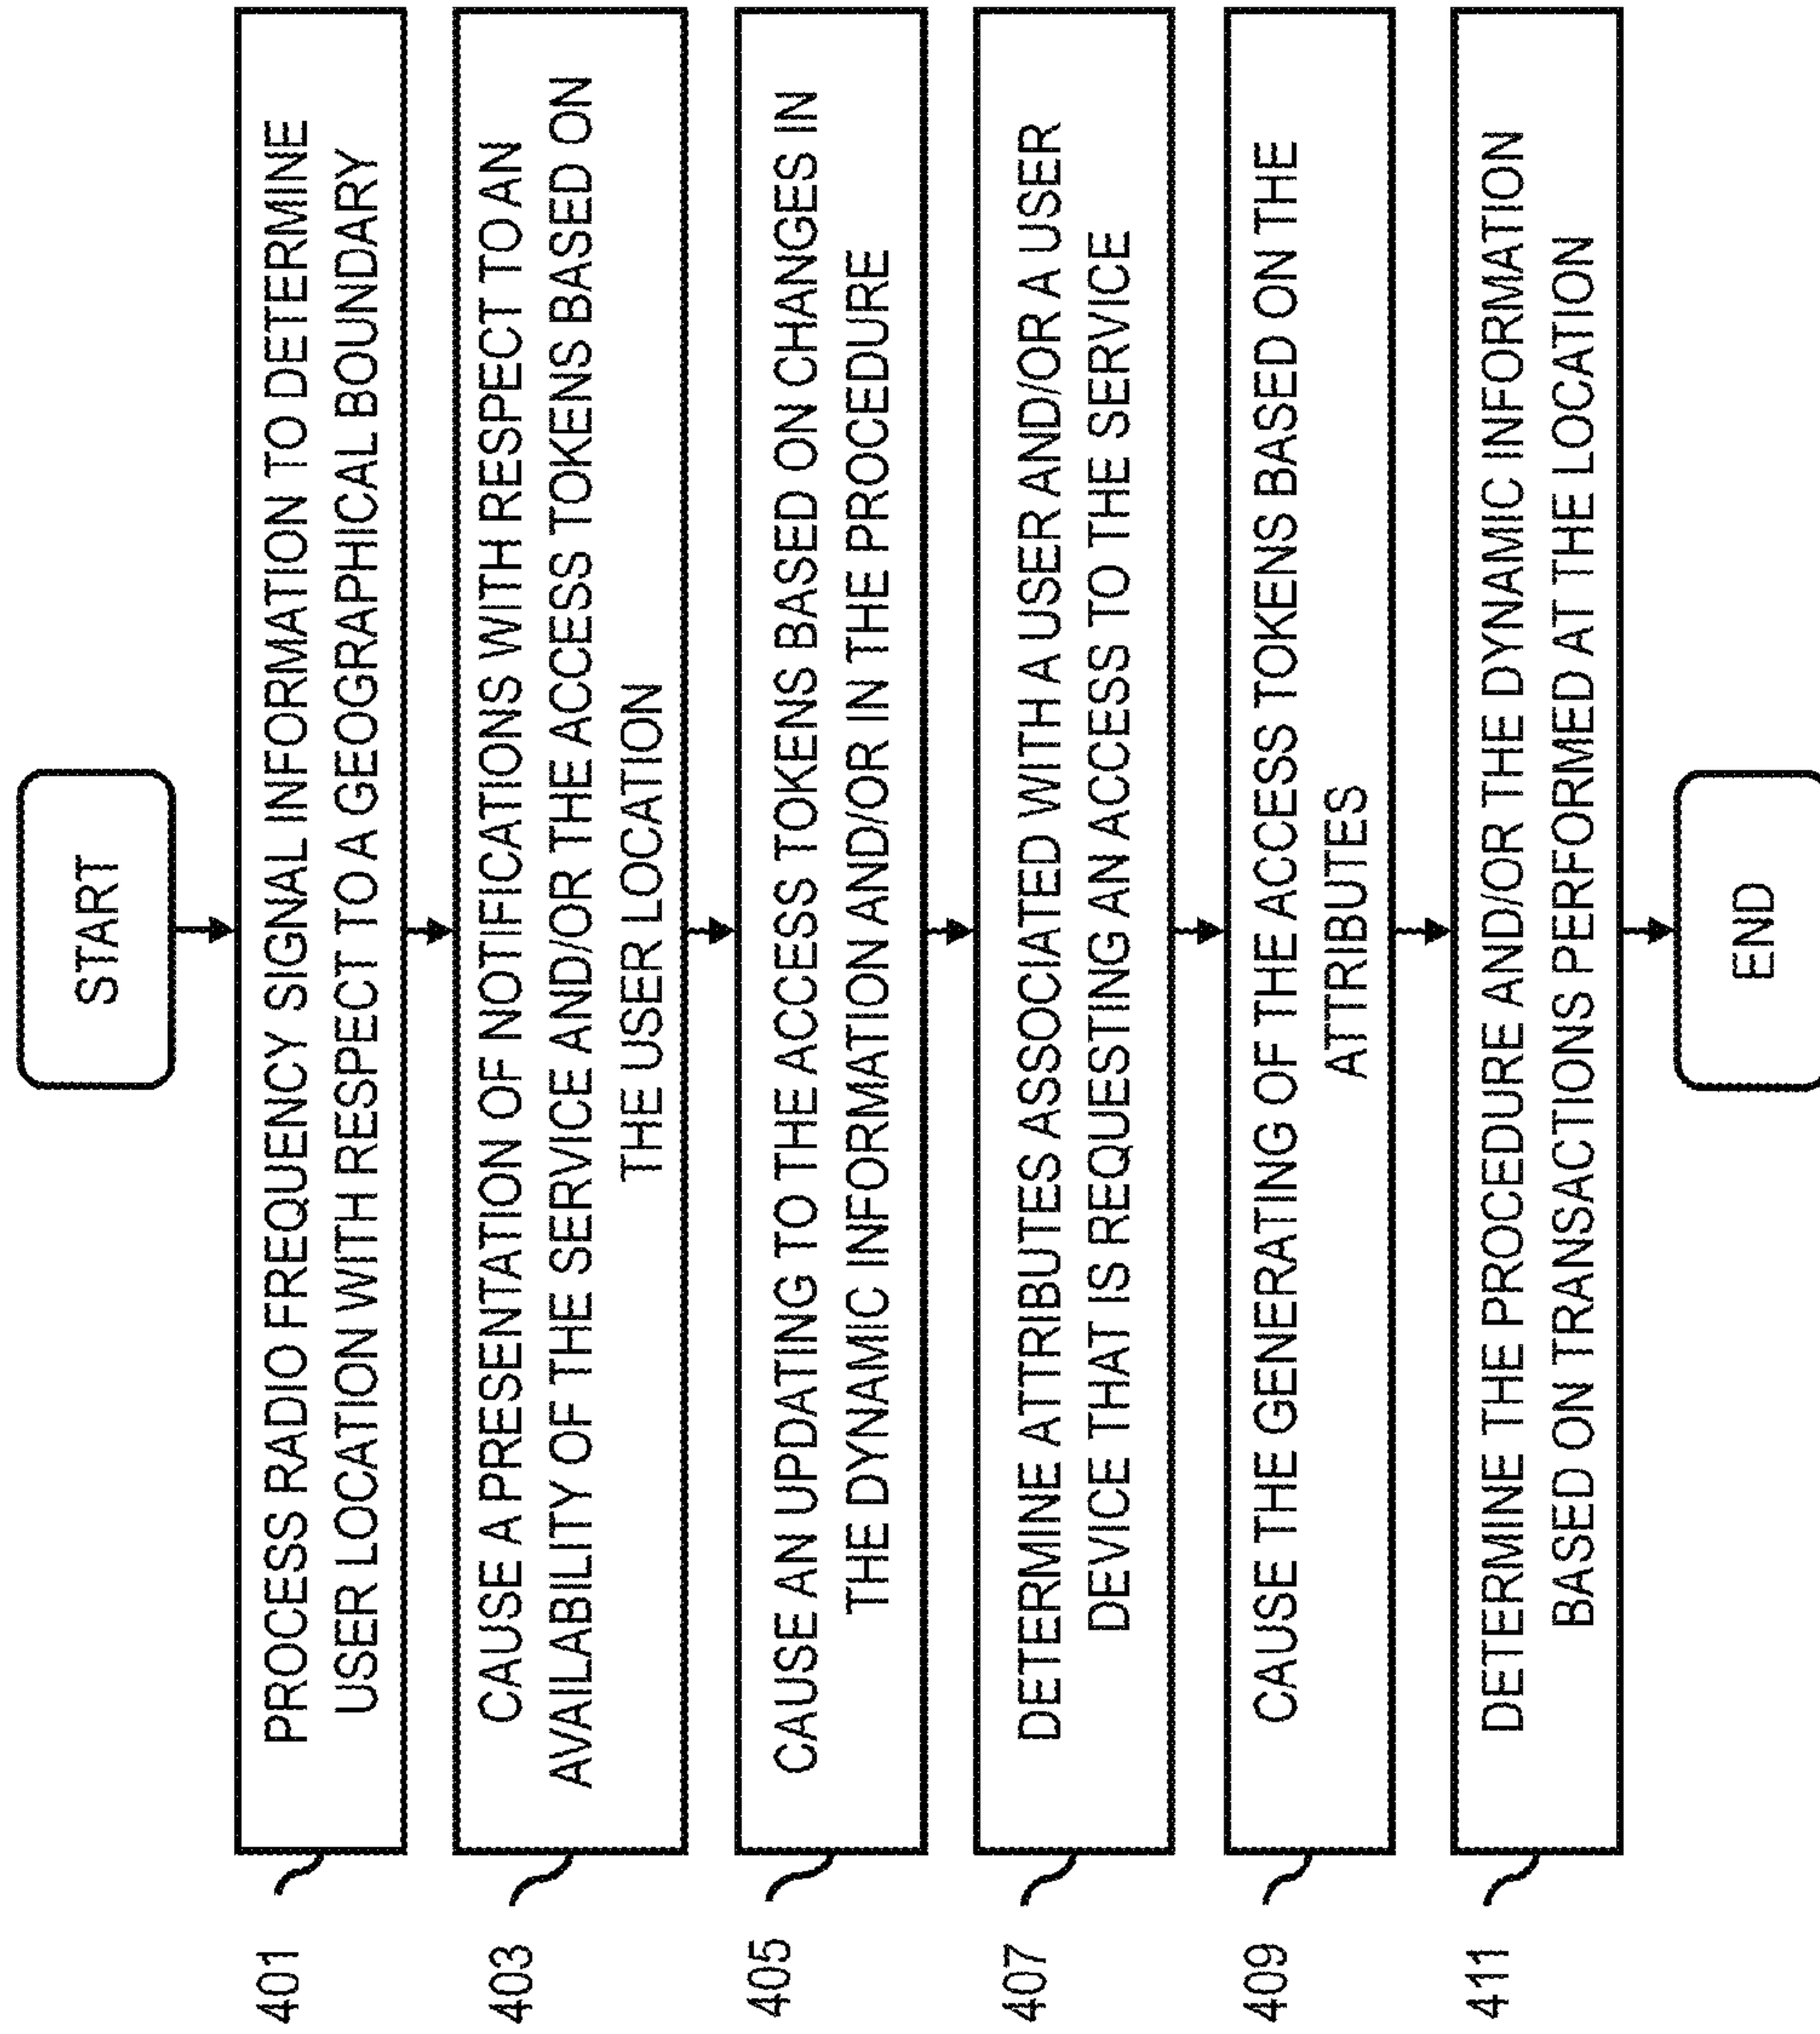 START
401
PROCESS RADIO FREQUENCY SIGNAL INFORMATION TO DETERMINE
USER LOCATION WITH RESPECT TO A GEOGRAPHICAL BOUNDARY
403
CAUSE A PRESENTATION OF NOTIFICATIONS WITH RESPECT TO AN
AVAILABILITY OF THE SERVICE AND/OR THE ACCESS TOKENS BASED ON
THE USER LOCATION
405
CAUSE AN UPDATING TO THE ACCESS TOKENS BASED ON CHANGES IN
THE DYNAMIC INFORMATION AND/OR IN THE PROCEDURE
407
DETERMINE ATTRIBUTES ASSOCIATED WITH A USER AND/OR A USER
DEVICE THAT IS REQUESTING AN ACCESS TO THE SERVICE
409
CAUSE THE GENERATING OF THE ACCESS TOKENS BASED ON THE
ATTRIBUTES
411
DETERMINE THE PROCEDURE AND/OR THE DYNAMIC INFORMATION
BASED ON TRANSACTIONS PERFORMED AT THE LOCATION
END